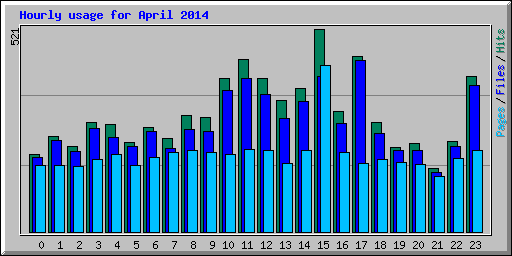 Hourly usage for April 2014
521
Pages / Files / Hits
0 1 2 3 4 5 6 7 8 9 10 11 12 13 14 15 16 17 18 19 20 21 22 23